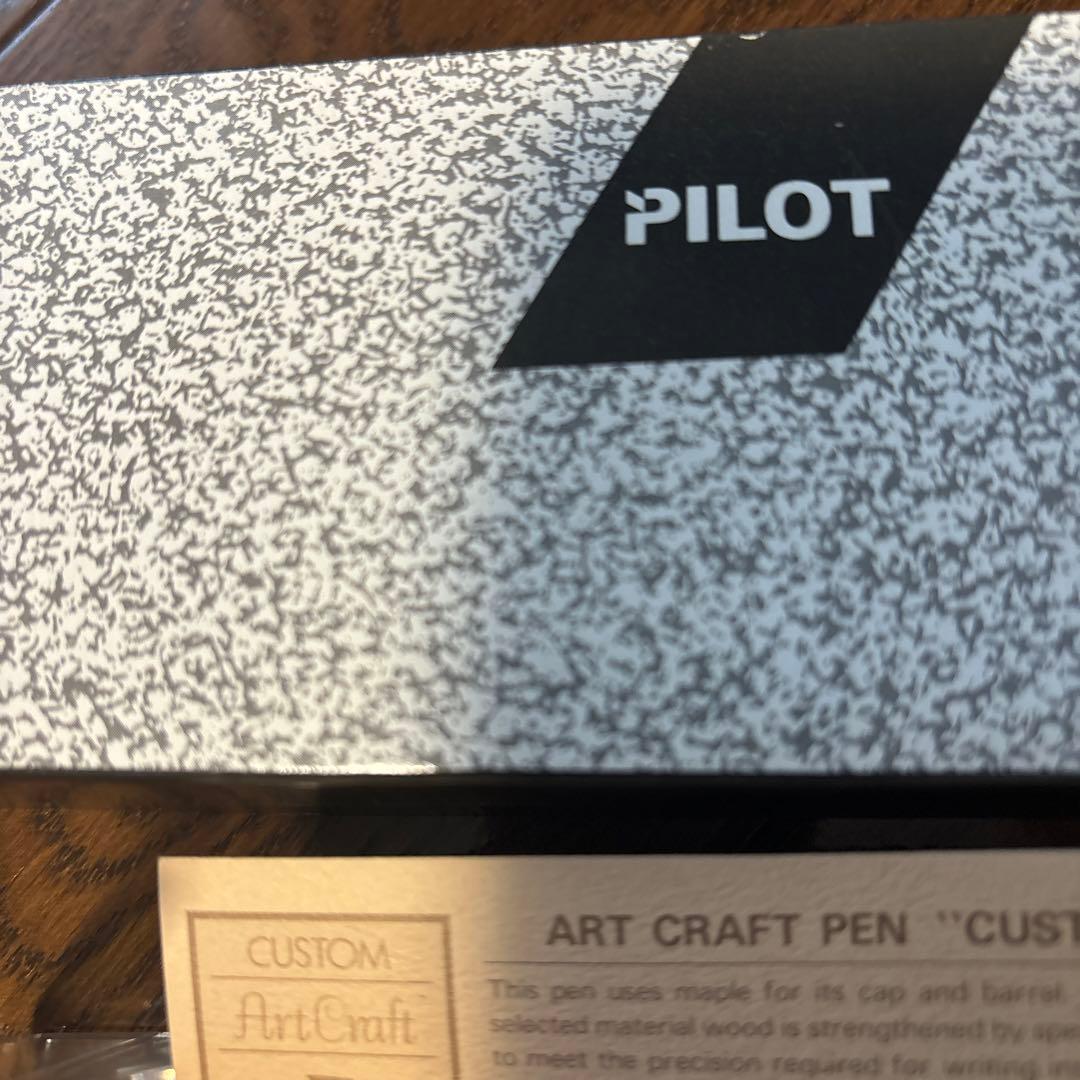 PILOT
CUSTOM
ArtCraft
ART CRAFT PEN "CUST
This pen uses maple for its cap and barrel.
selected material wood is strengthened by spe
to meet the precision required for writing in